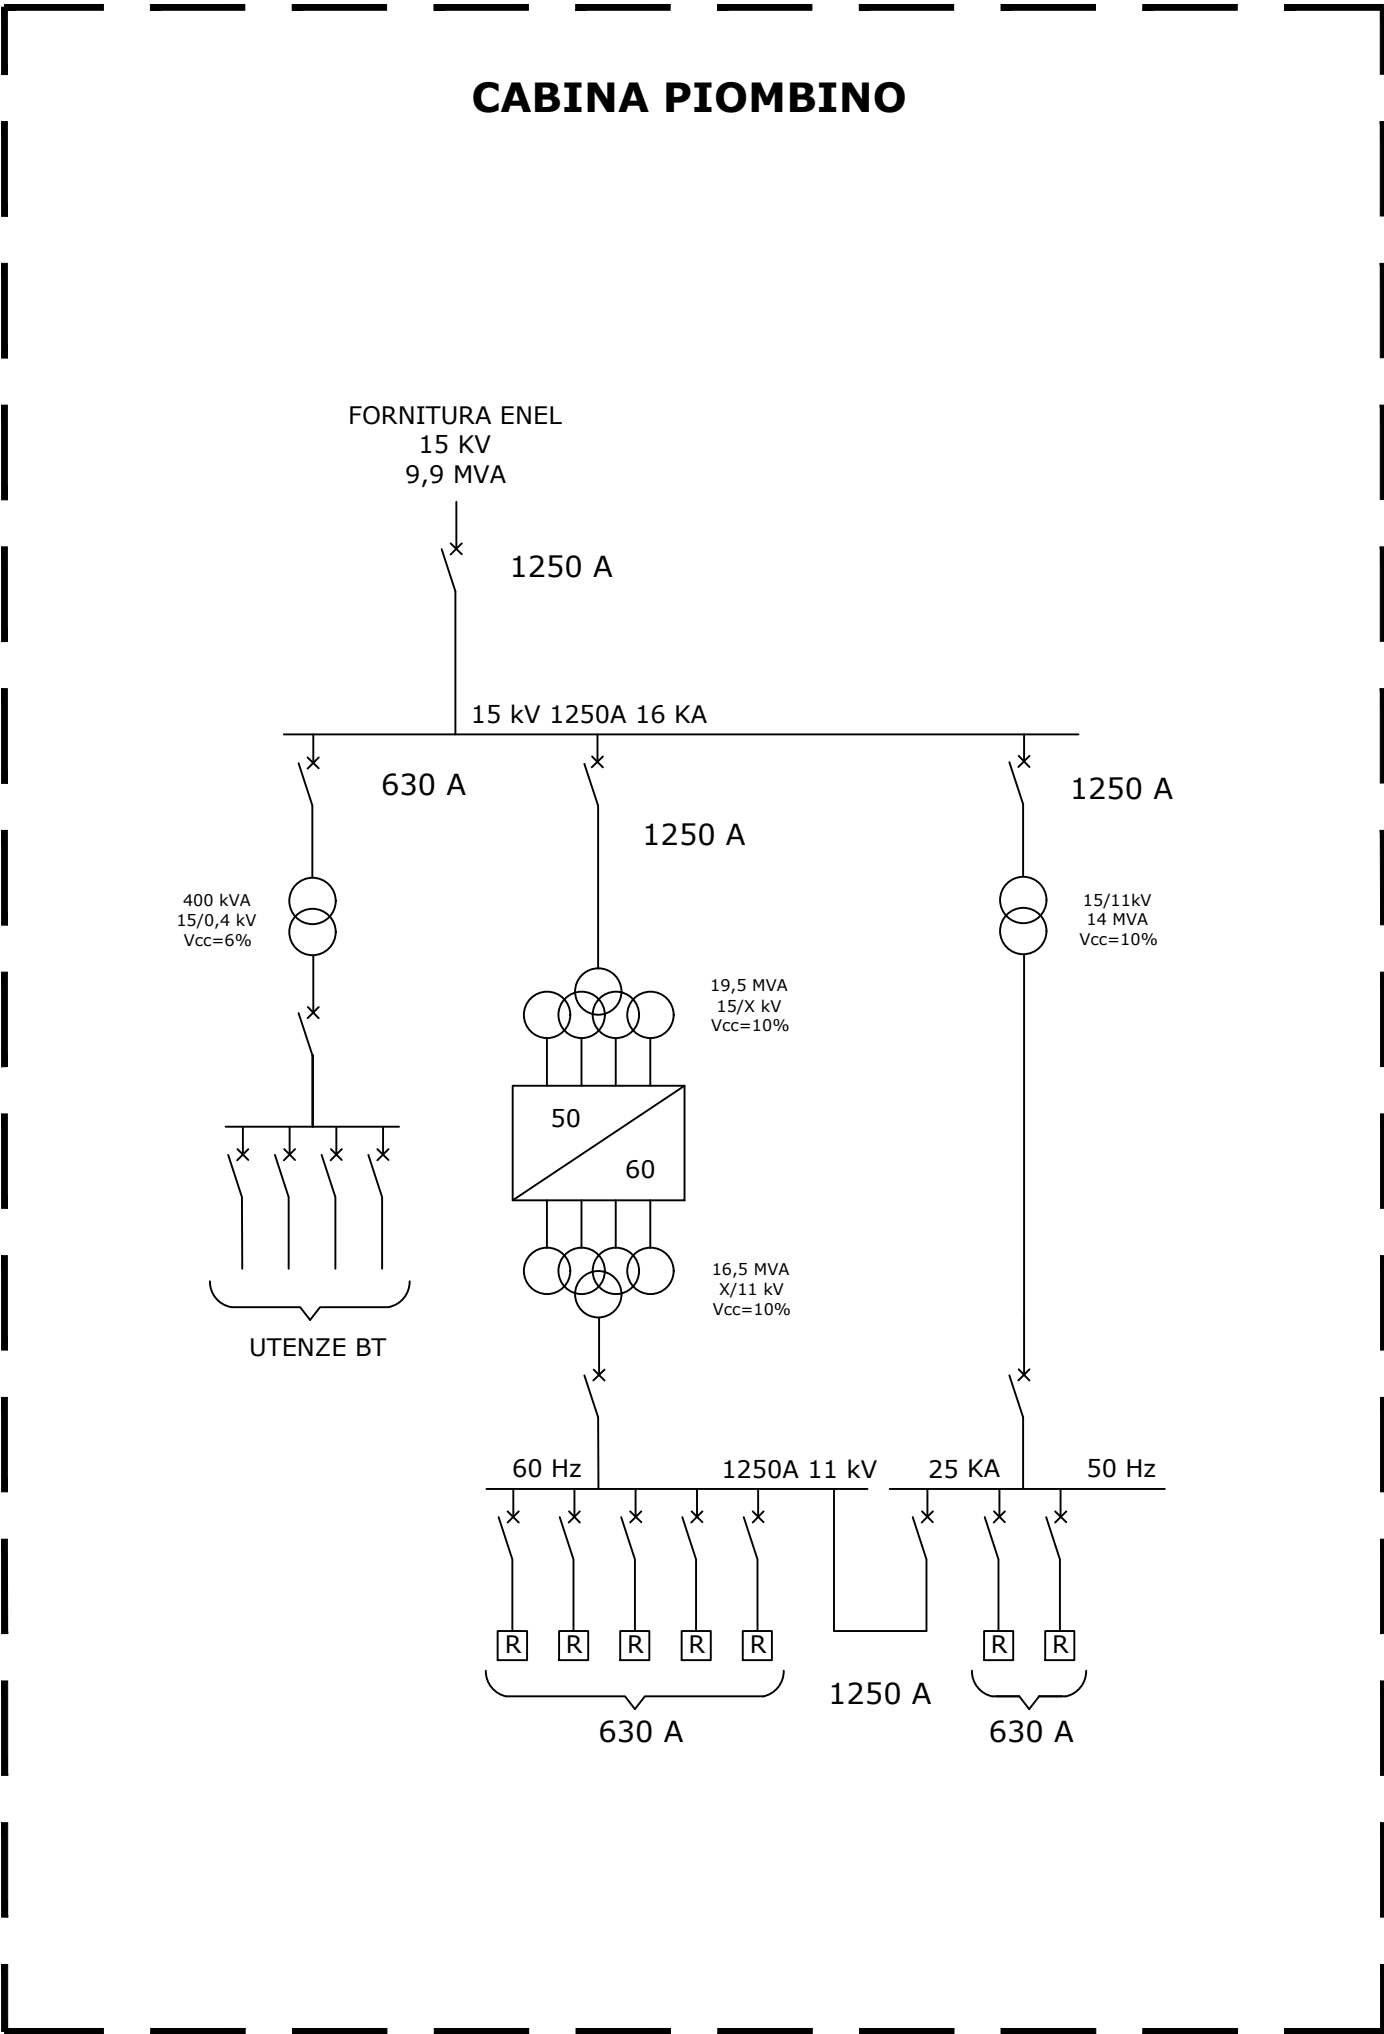 CABINA PIOMBINO
FORNITURA ENEL
15 KV
9,9 MVA
1250 A
15 kV 1250A 16 KA
630 A
1250 A
1250 A
400 kVA
15/0,4 kV
Vcc=6%
15/11kV
14 MVA
Vcc=10%
19,5 MVA
15/X kV
Vcc=10%
50
60
16,5 MVA
X/11 kV
Vcc=10%
UTENZE BT
60 Hz
1250A 11 kV
25 KA
50 Hz
R
R
R
R
R
R
R
1250 A
630 A
630 A